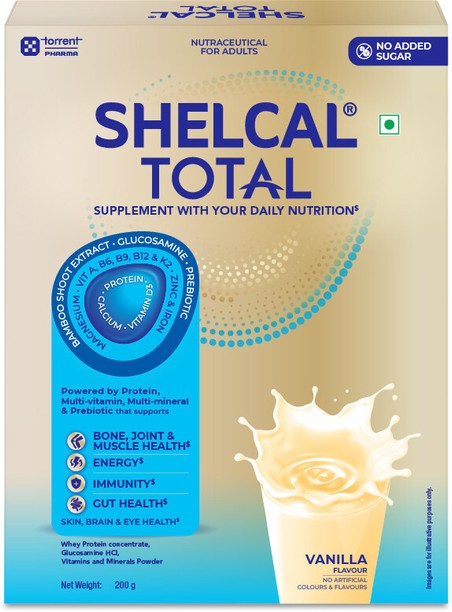 SHELCAL
TOTAL
torrent
PHARMA
NUTRACEUTICAL
FOR ADULTS
NO ADDED
SUGAR
SHELCAL®
TOTAL
SUPPLEMENT WITH YOUR DAILY NUTRITION$
BAMBOO SHOOT EXTRACT · GLUCOSAMINE · PREBIOTIC
MAGNESIUM · VIT A, B6, B9, B12 & K2 · ZINC & IRON
· PROTEIN ·
CALCIUM · VITAMIN D3
Powered by Protein,
Multi-vitamin, Multi-mineral
& Prebiotic that supports
BONE, JOINT &
MUSCLE HEALTH$
ENERGY$
IMMUNITY$
GUT HEALTH$
SKIN, BRAIN & EYE HEALTH$
Whey Protein concentrate,
Glucosamine HCl,
Vitamins and Minerals Powder
Net Weight: 200 g
VANILLA
FLAVOUR
NO ARTIFICIAL
COLOURS & FLAVOURS
Images are for illustrative purposes only.